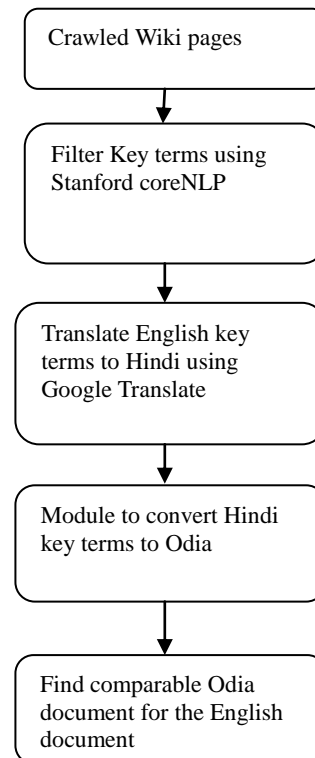 Crawled Wiki pages
Filter Key terms using
Stanford coreNLP
Translate English key
terms to Hindi using
Google Translate
Module to convert Hindi
key terms to Odia
Find comparable Odia
document for the English
document